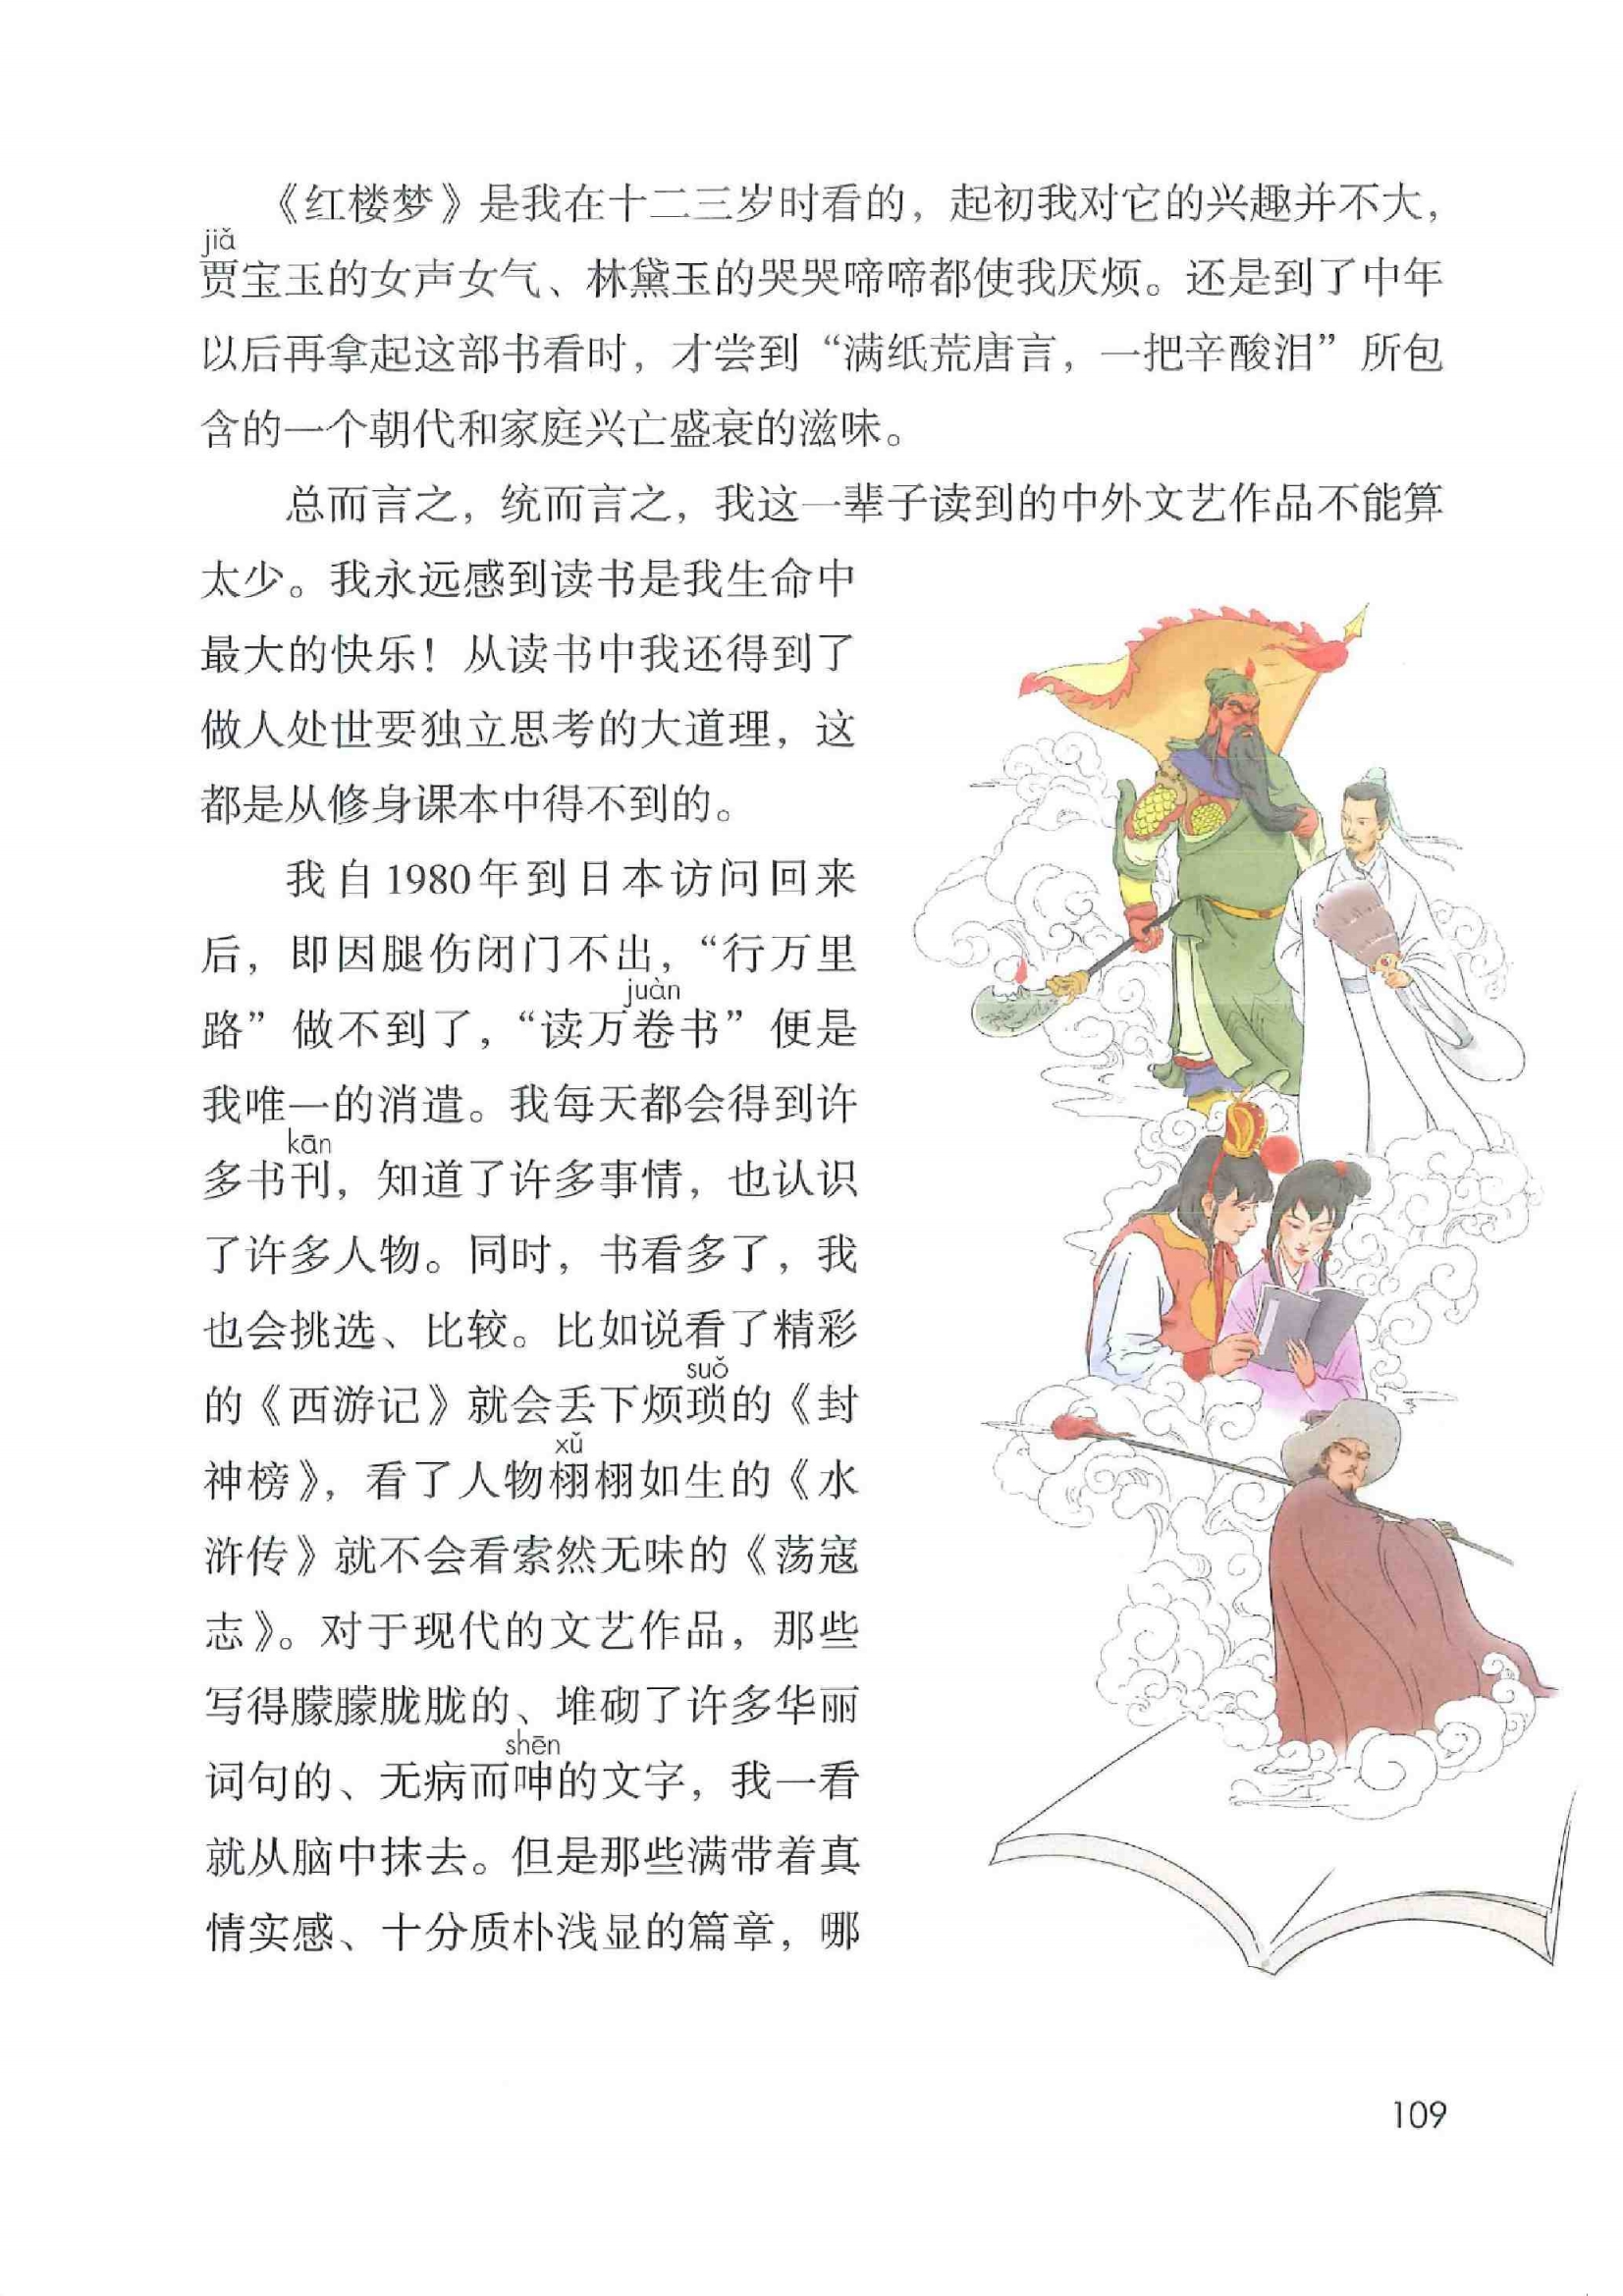 《红楼梦》是我在十二三岁时看的，起初我对它的兴趣并不大，
jiǎ
贾宝玉的女声女气、林黛玉的哭哭啼啼都使我厌烦。还是到了中年
以后再拿起这部书看时，才尝到“满纸荒唐言，一把辛酸泪”所包
含的一个朝代和家庭兴亡盛衰的滋味。
总而言之，统而言之，我这一辈子读到的中外文艺作品不能算
太少。我永远感到读书是我生命中
最大的快乐！从读书中我还得到了
做人处世要独立思考的大道理，这
都是从修身课本中得不到的。
我自1980年到日本访问回来
后，即因腿伤闭门不出，“行万里
juàn
路”做不到了，“读万卷书”便是
我唯一的消遣。我每天都会得到许
kān
多书刊，知道了许多事情，也认识
了许多人物。同时，书看多了，我
也会挑选、比较。比如说看了精彩
suǒ
的《西游记》就会丢下烦琐的《封
xǔ
神榜》，看了人物栩栩如生的《水
浒传》就不会看索然无味的《荡寇
志》。对于现代的文艺作品，那些
写得朦朦胧胧的、堆砌了许多华丽
shēn
词句的、无病而呻的文字，我一看
就从脑中抹去。但是那些满带着真
情实感、十分质朴浅显的篇章，哪
109